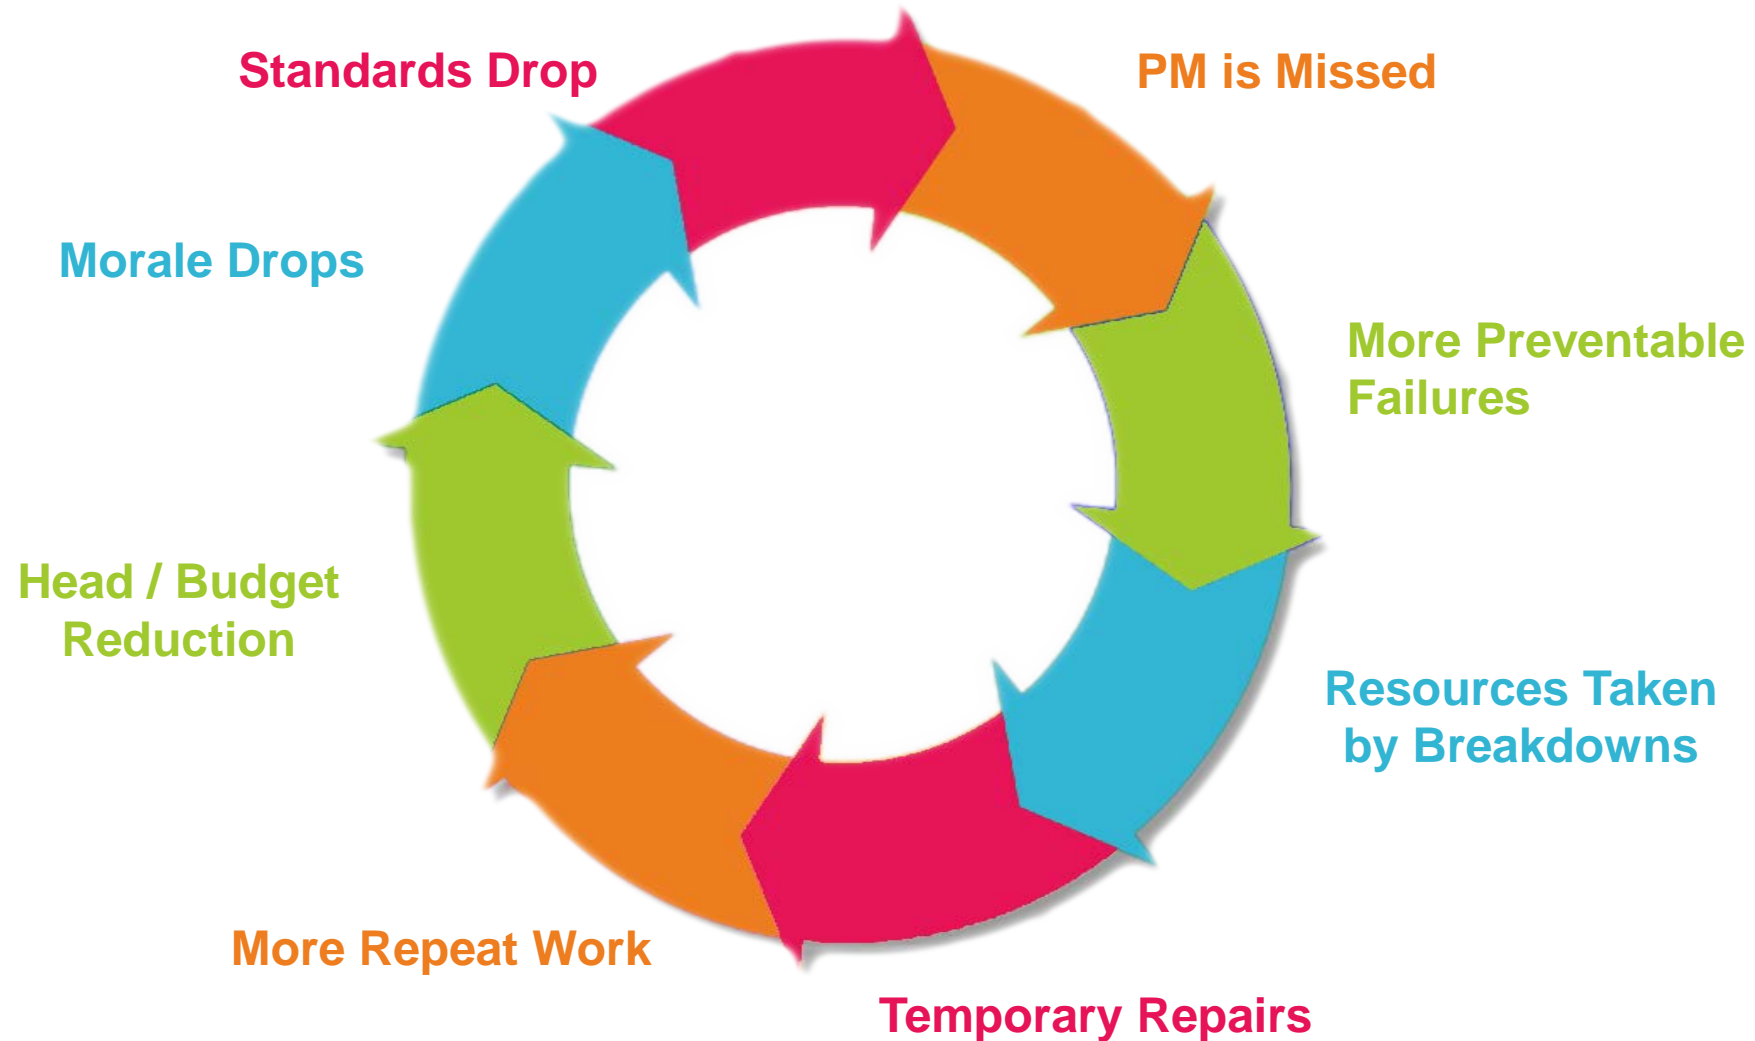 Standards Drop
PM is Missed
More Preventable
Failures
Resources Taken
by Breakdowns
Temporary Repairs
More Repeat Work
Head / Budget
Reduction
Morale Drops